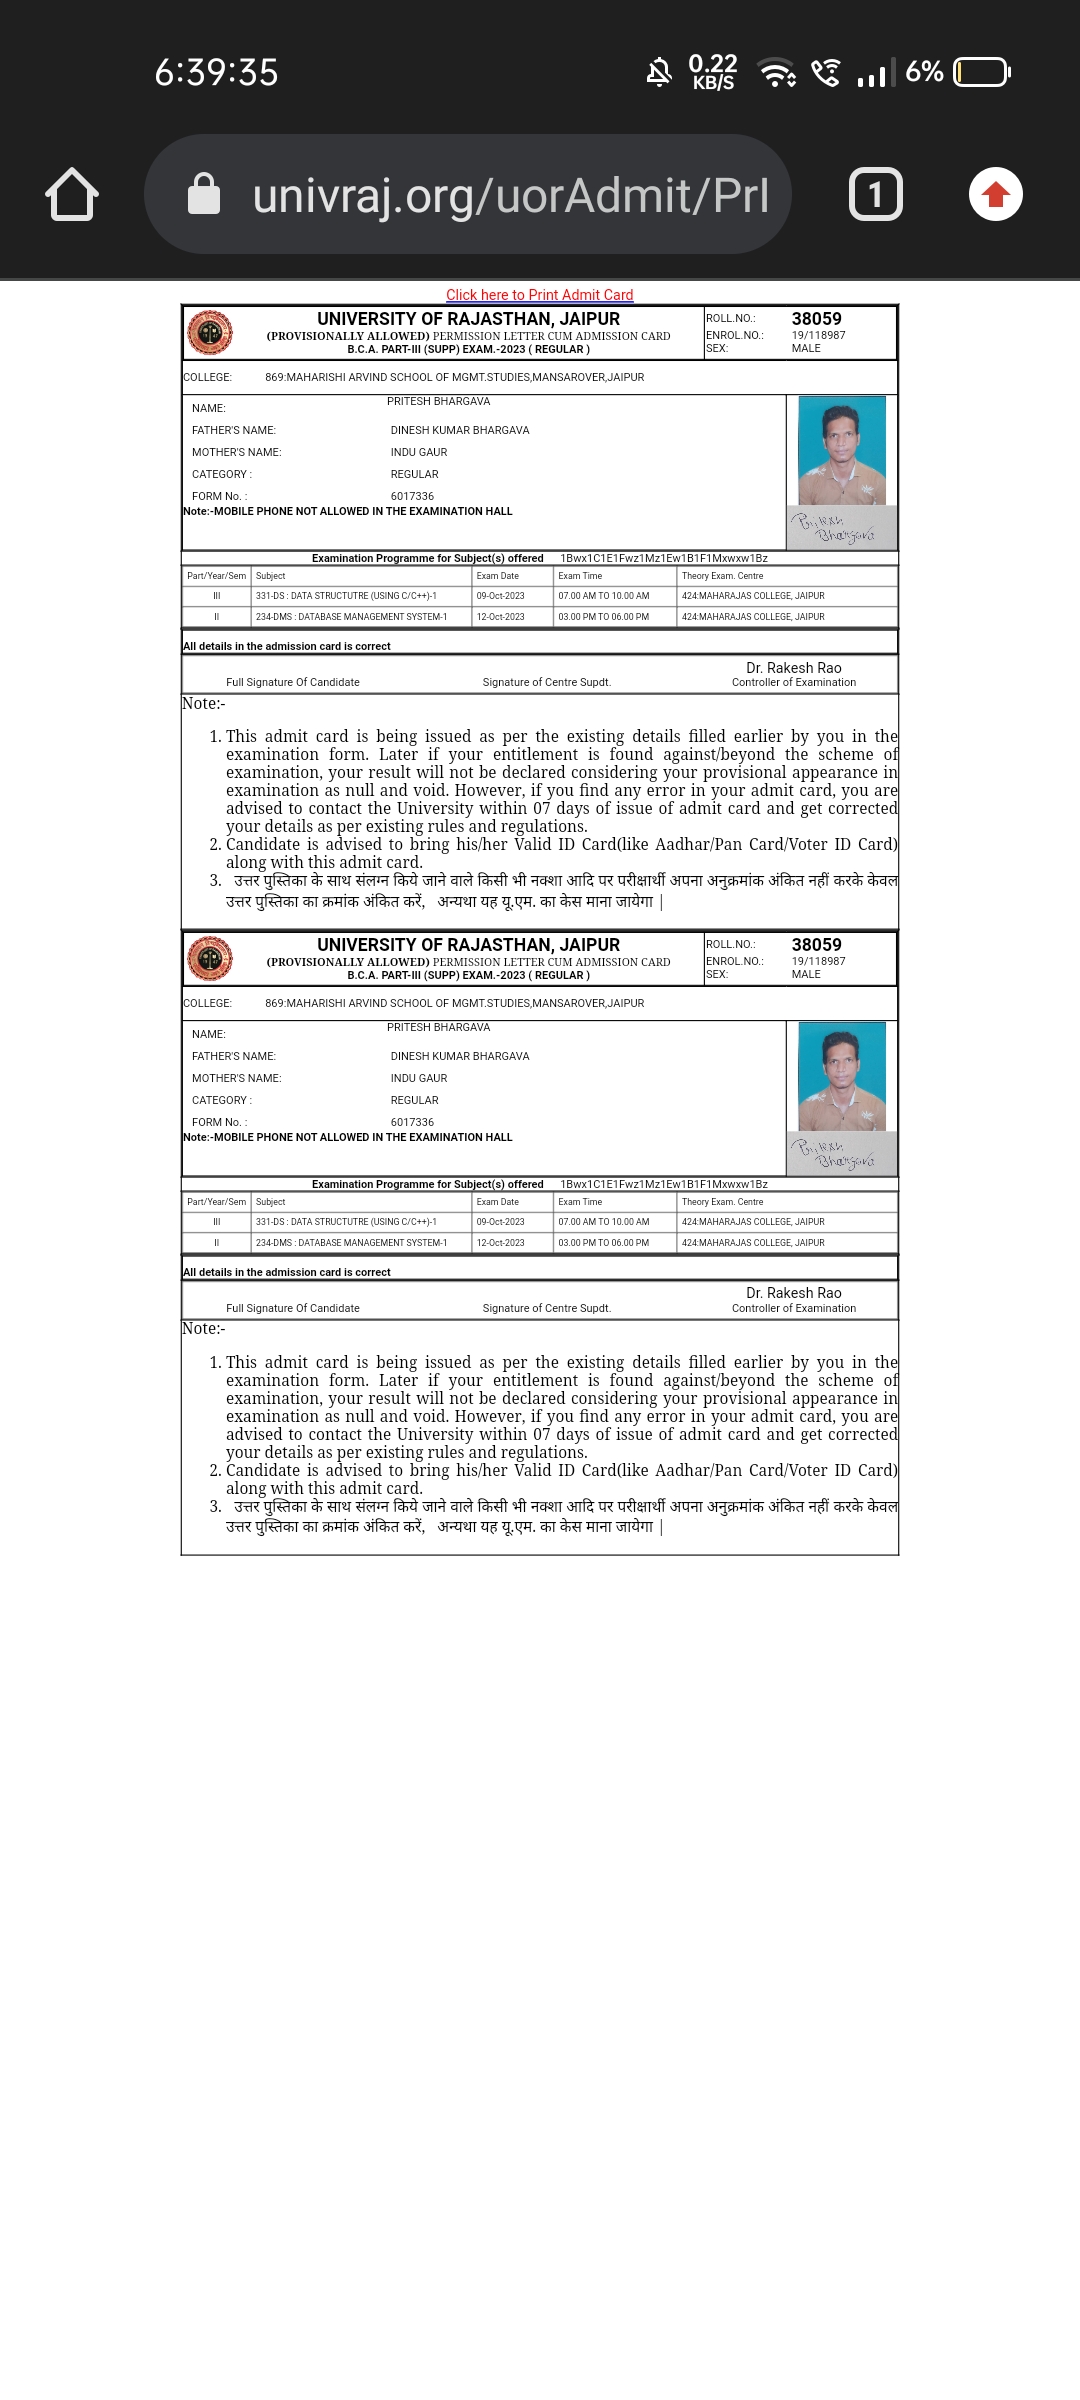 6:39:35
0.22
KB/S
6%
univraj.org/uorAdmit/PrI
1
Click here to Print Admit Card
UNIVERSITY OF RAJASTHAN, JAIPUR
(PROVISIONALLY ALLOWED) PERMISSION LETTER CUM ADMISSION CARD
B.C.A. PART-III (SUPP) EXAM.-2023 ( REGULAR )
ROLL.NO.: 38059
ENROL.NO.: 19/118987
SEX: MALE
COLLEGE: 869:MAHARISHI ARVIND SCHOOL OF MGMT.STUDIES,MANSAROVER,JAIPUR
NAME: PRITESH BHARGAVA
FATHER'S NAME: DINESH KUMAR BHARGAVA
MOTHER'S NAME: INDU GAUR
CATEGORY : REGULAR
FORM No. : 6017336
Note:-MOBILE PHONE NOT ALLOWED IN THE EXAMINATION HALL
Pritesh
Bhargava
Examination Programme for Subject(s) offered 1Bwx1C1E1Fwz1Mz1Ew1B1F1Mxwxw1Bz
Part/Year/Sem Subject Exam Date Exam Time Theory Exam. Centre
III 331-DS : DATA STRUCTUTRE (USING C/C++)-1 09-Oct-2023 07.00 AM TO 10.00 AM 424:MAHARAJAS COLLEGE, JAIPUR
II 234-DMS : DATABASE MANAGEMENT SYSTEM-1 12-Oct-2023 03.00 PM TO 06.00 PM 424:MAHARAJAS COLLEGE, JAIPUR
All details in the admission card is correct
Dr. Rakesh Rao
Full Signature Of Candidate Signature of Centre Supdt. Controller of Examination
Note:-
1. This admit card is being issued as per the existing details filled earlier by you in the
examination form. Later if your entitlement is found against/beyond the scheme of
examination, your result will not be declared considering your provisional appearance in
examination as null and void. However, if you find any error in your admit card, you are
advised to contact the University within 07 days of issue of admit card and get corrected
your details as per existing rules and regulations.
2. Candidate is advised to bring his/her Valid ID Card(like Aadhar/Pan Card/Voter ID Card)
along with this admit card.
3. उत्तर पुस्तिका के साथ संलग्न किये जाने वाले किसी भी नक्शा आदि पर परीक्षार्थी अपना अनुक्रमांक अंकित नहीं करके केवल
उत्तर पुस्तिका का क्रमांक अंकित करें, अन्यथा यह यू.एम. का केस माना जायेगा |
UNIVERSITY OF RAJASTHAN, JAIPUR
(PROVISIONALLY ALLOWED) PERMISSION LETTER CUM ADMISSION CARD
B.C.A. PART-III (SUPP) EXAM.-2023 ( REGULAR )
ROLL.NO.: 38059
ENROL.NO.: 19/118987
SEX: MALE
COLLEGE: 869:MAHARISHI ARVIND SCHOOL OF MGMT.STUDIES,MANSAROVER,JAIPUR
NAME: PRITESH BHARGAVA
FATHER'S NAME: DINESH KUMAR BHARGAVA
MOTHER'S NAME: INDU GAUR
CATEGORY : REGULAR
FORM No. : 6017336
Note:-MOBILE PHONE NOT ALLOWED IN THE EXAMINATION HALL
Pritesh
Bhargava
Examination Programme for Subject(s) offered 1Bwx1C1E1Fwz1Mz1Ew1B1F1Mxwxw1Bz
Part/Year/Sem Subject Exam Date Exam Time Theory Exam. Centre
III 331-DS : DATA STRUCTUTRE (USING C/C++)-1 09-Oct-2023 07.00 AM TO 10.00 AM 424:MAHARAJAS COLLEGE, JAIPUR
II 234-DMS : DATABASE MANAGEMENT SYSTEM-1 12-Oct-2023 03.00 PM TO 06.00 PM 424:MAHARAJAS COLLEGE, JAIPUR
All details in the admission card is correct
Dr. Rakesh Rao
Full Signature Of Candidate Signature of Centre Supdt. Controller of Examination
Note:-
1. This admit card is being issued as per the existing details filled earlier by you in the
examination form. Later if your entitlement is found against/beyond the scheme of
examination, your result will not be declared considering your provisional appearance in
examination as null and void. However, if you find any error in your admit card, you are
advised to contact the University within 07 days of issue of admit card and get corrected
your details as per existing rules and regulations.
2. Candidate is advised to bring his/her Valid ID Card(like Aadhar/Pan Card/Voter ID Card)
along with this admit card.
3. उत्तर पुस्तिका के साथ संलग्न किये जाने वाले किसी भी नक्शा आदि पर परीक्षार्थी अपना अनुक्रमांक अंकित नहीं करके केवल
उत्तर पुस्तिका का क्रमांक अंकित करें, अन्यथा यह यू.एम. का केस माना जायेगा |